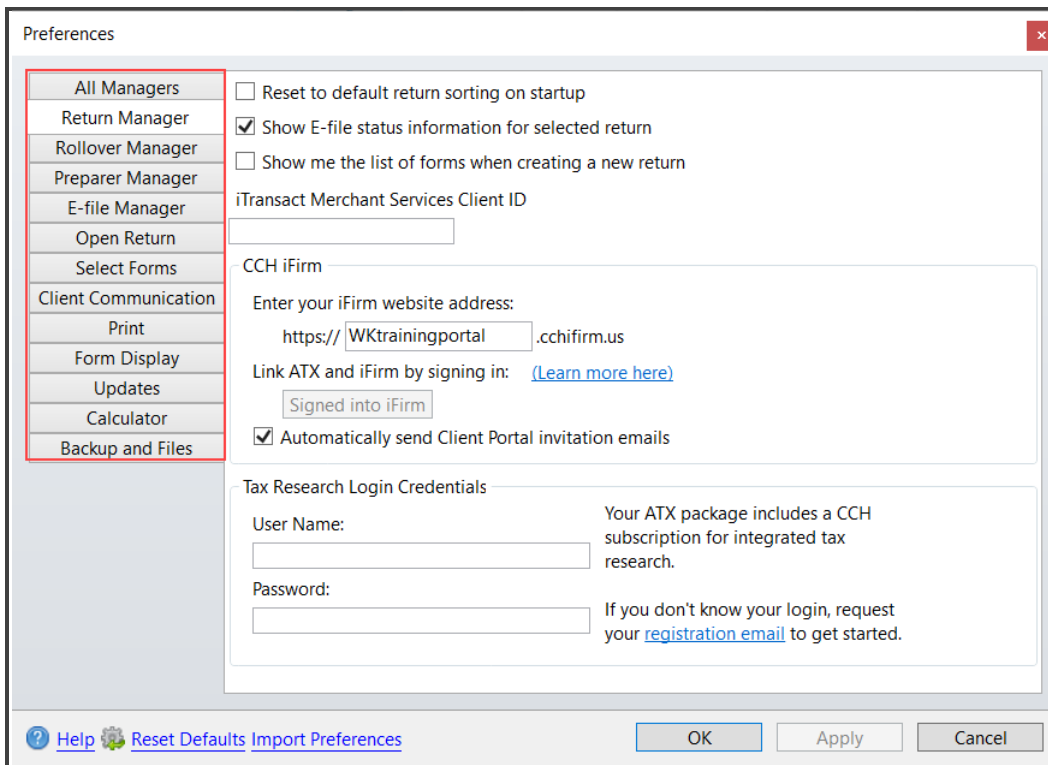 Preferences
All Managers
Return Manager
Rollover Manager
Preparer Manager
E-file Manager
Open Return
Select Forms
Client Communication
Print
Form Display
Updates
Calculator
Backup and Files
Reset to default return sorting on startup
Show E-file status information for selected return
Show me the list of forms when creating a new return
iTransact Merchant Services Client ID
CCH iFirm
Enter your iFirm website address:
https:// WKtrainingportal .cchifirm.us
Link ATX and iFirm by signing in: (Learn more here)
Signed into iFirm
Automatically send Client Portal invitation emails
Tax Research Login Credentials
User Name:
Password:
Your ATX package includes a CCH
subscription for integrated tax
research.
If you don't know your login, request
your registration email to get started.
Help Reset Defaults Import Preferences
OK Apply Cancel